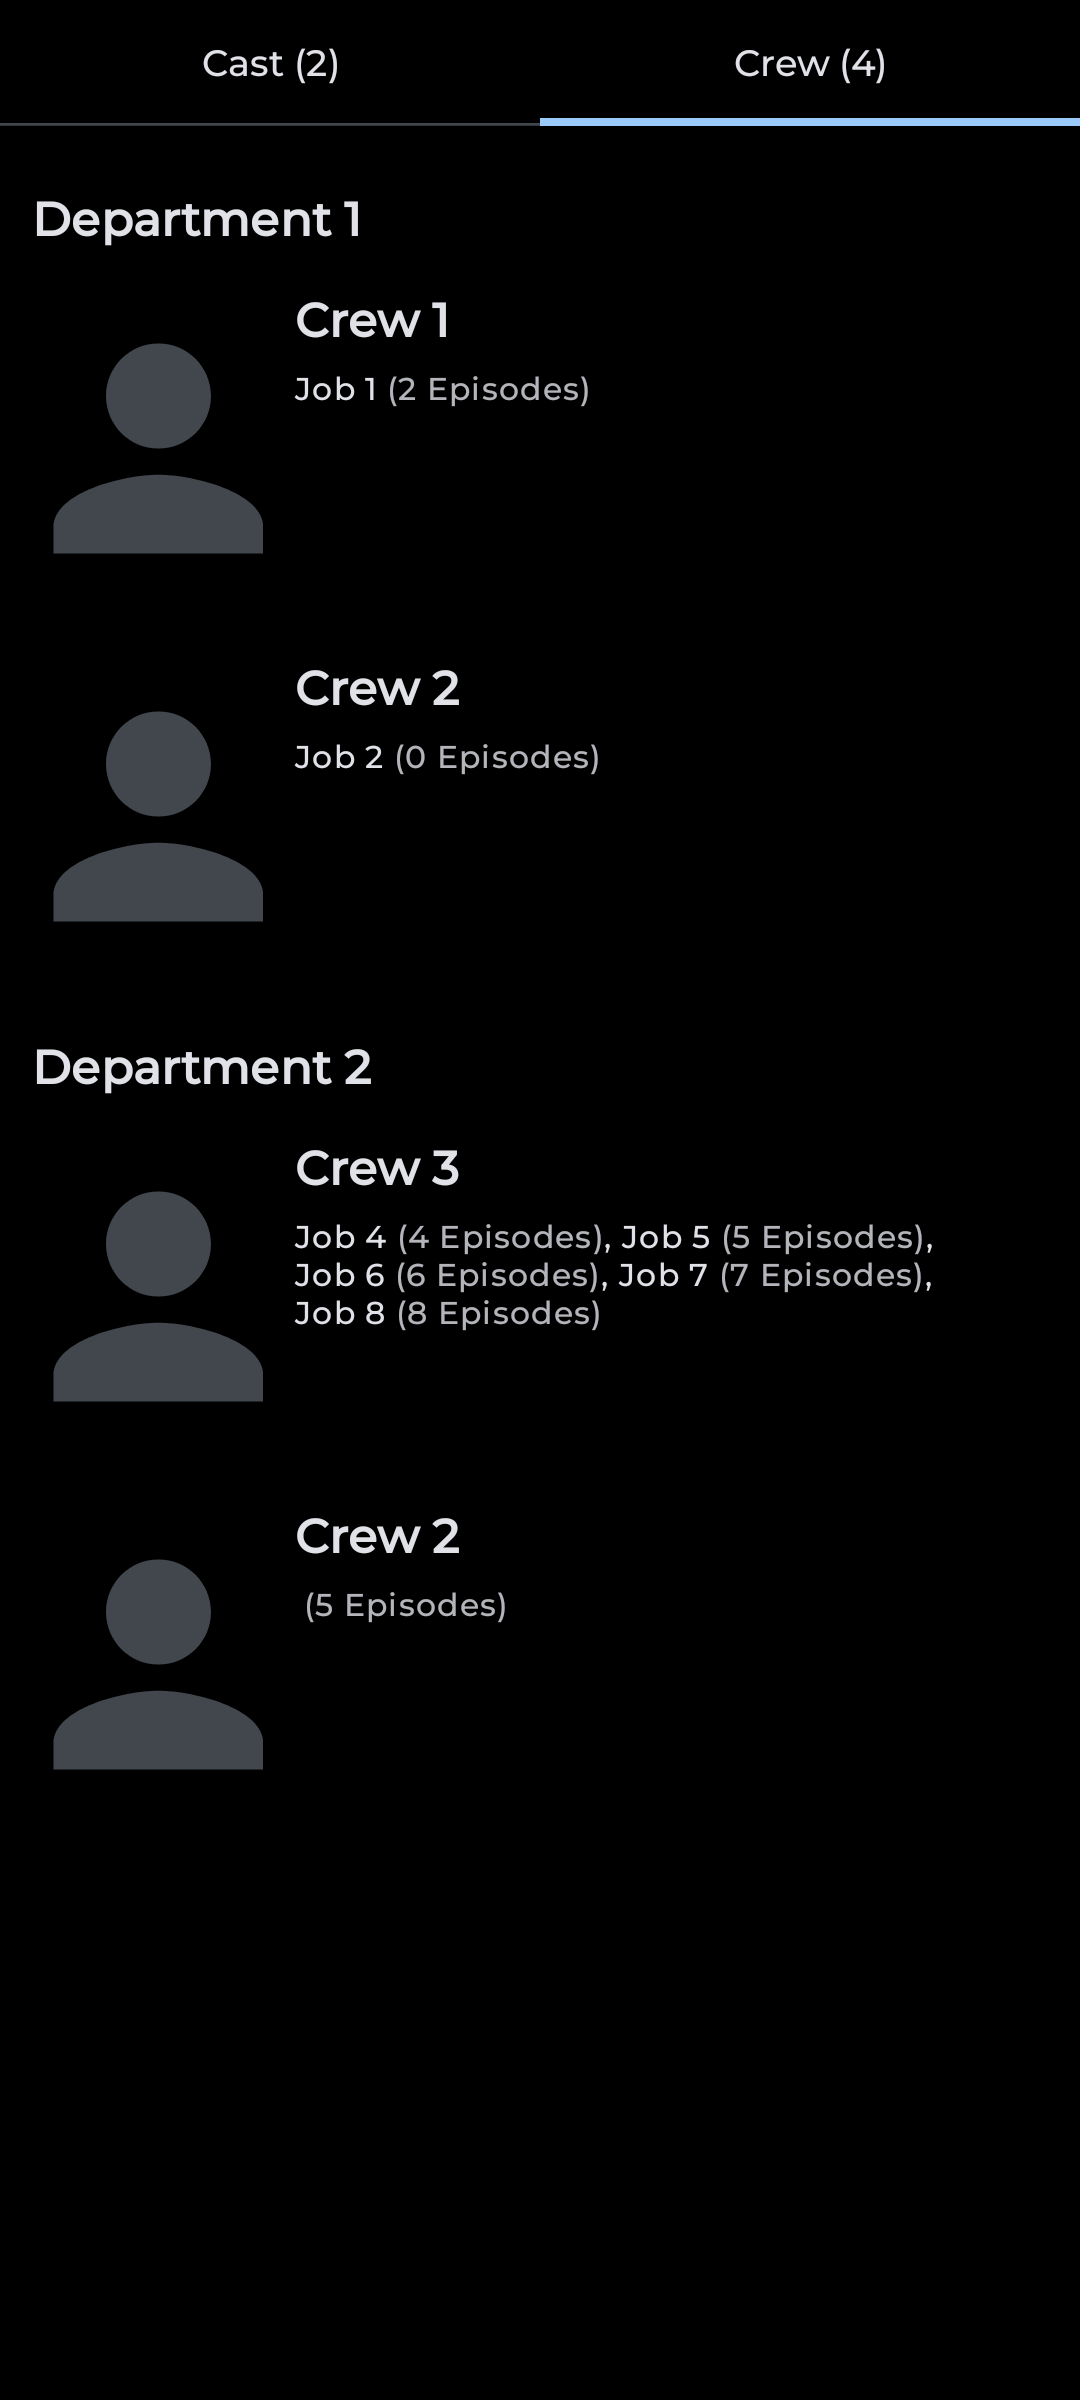 Cast (2)
Crew (4)
Department 1
Crew 1
Job 1 (2 Episodes)
Crew 2
Job 2 (0 Episodes)
Department 2
Crew 3
Job 4 (4 Episodes), Job 5 (5 Episodes),
Job 6 (6 Episodes), Job 7 (7 Episodes),
Job 8 (8 Episodes)
Crew 2
(5 Episodes)